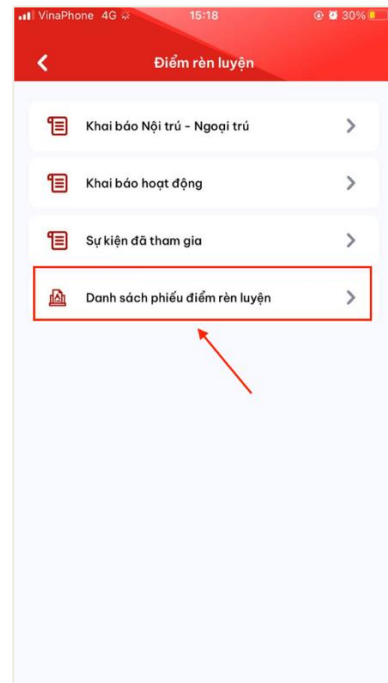 VinaPhone 4G 15:18 30%
Điểm rèn luyện
Khai báo Nội trú - Ngoại trú
Khai báo hoạt động
Sự kiện đã tham gia
Danh sách phiếu điểm rèn luyện